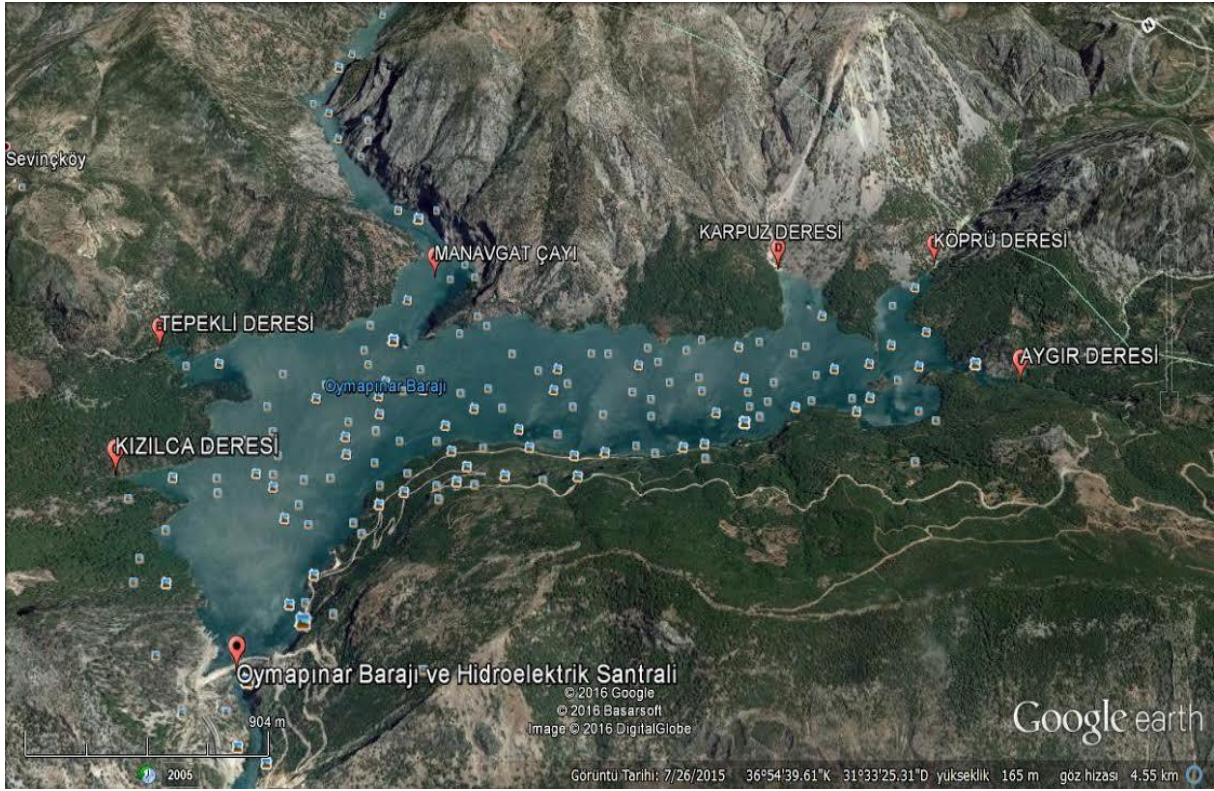 N
Sevinçköy
KARPUZ DERESİ
KÖPRÜ DERESİ
MANAVGAT ÇAYI
TEPEKLİ DERESİ
AYGIR DERESİ
Oymapınar Barajı
KIZILCA DERESİ
Oymapınar Barajı ve Hidroelektrik Santrali
© 2016 Google
© 2016 Basarsoft
Image © 2016 DigitalGlobe
Google earth
904 m
2005
Görüntü Tarihi: 7/26/2015 36°54'39.61"K 31°33'25.31"D yükseklik 165 m göz hizası 4.55 km